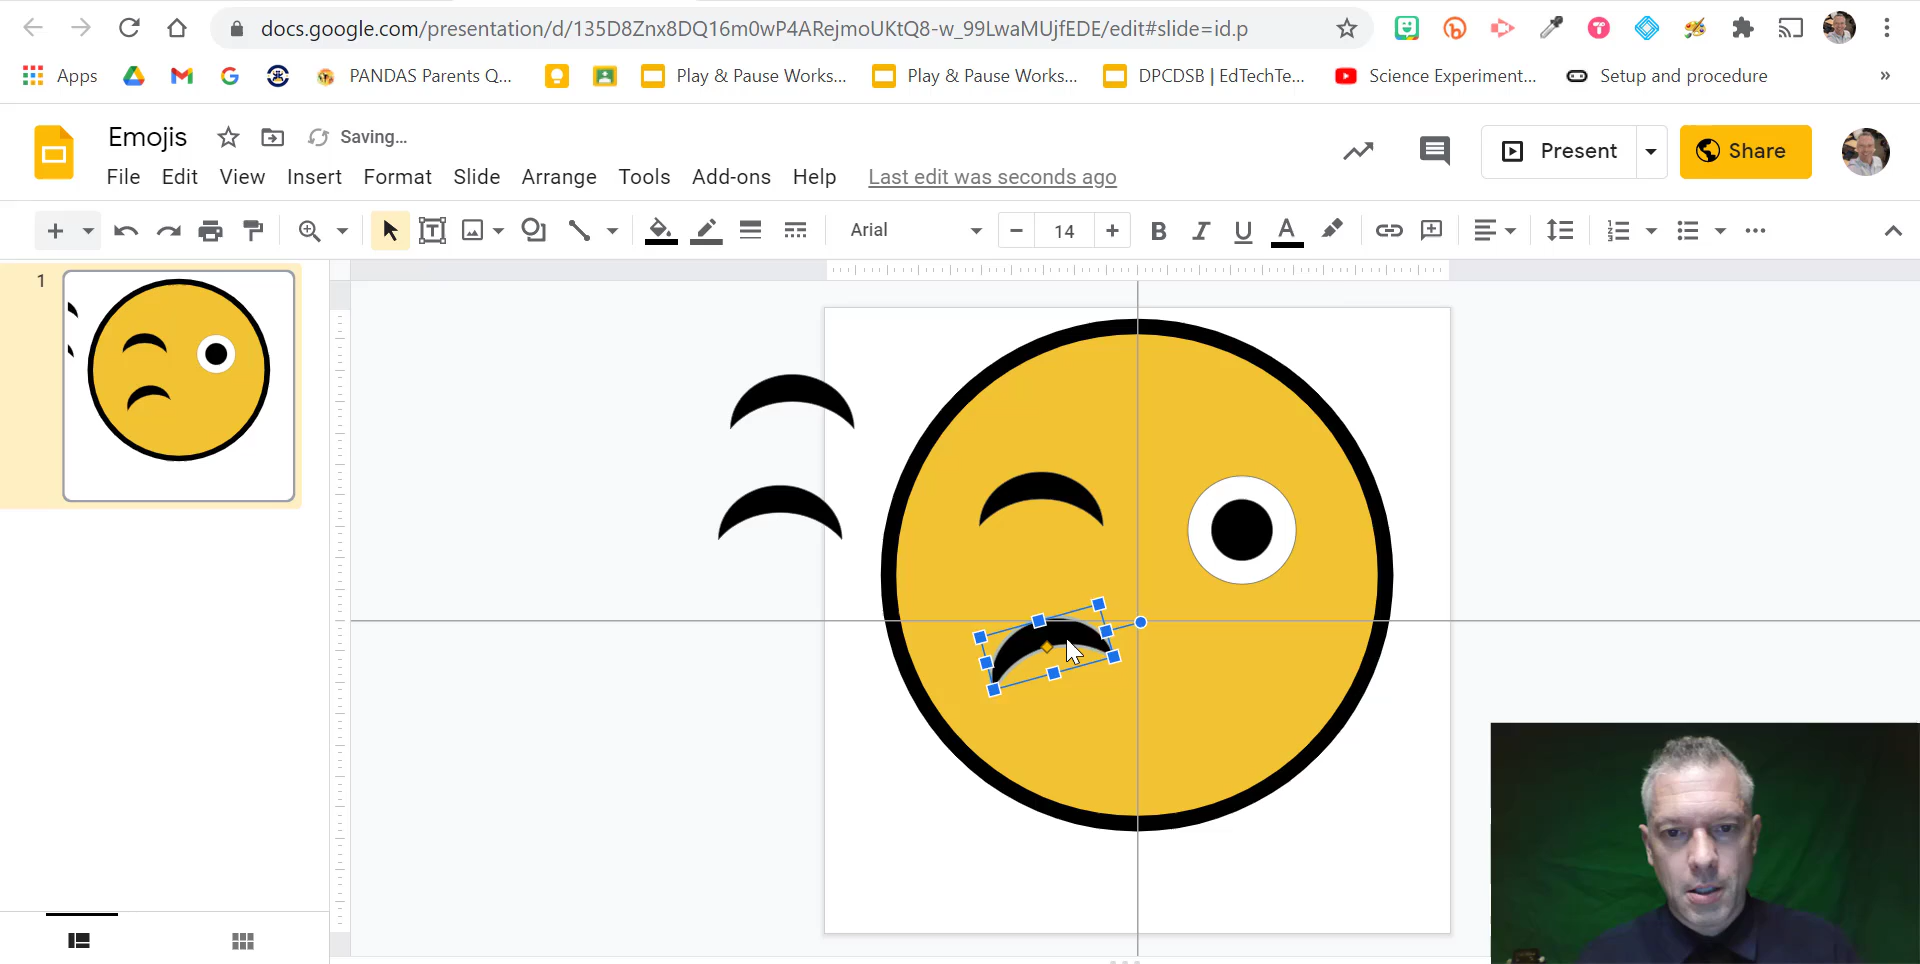 docs.google.com/presentation/d/135D8Znx8DQ16m0wP4ARejmoUKtQ8-w_99LwaMUjfEDE/edit#slide=id.p
Apps PANDAS Parents Q... Play & Pause Works... Play & Pause Works... DPCDSB | EdTechTe... Science Experiment... Setup and procedure »
Emojis Saving...
Present Share
File Edit View Insert Format Slide Arrange Tools Add-ons Help Last edit was seconds ago
Arial 14 B I U A
1